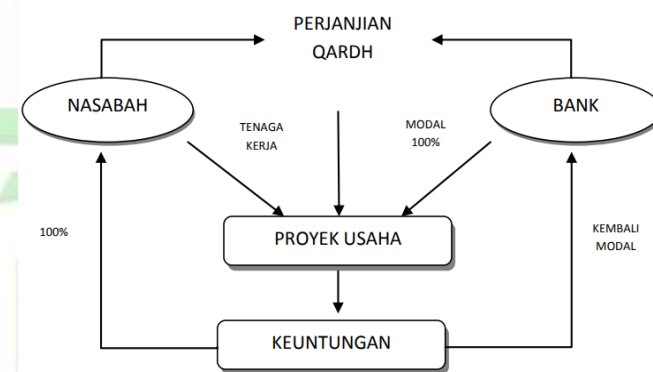 PERJANJIAN
QARDH
NASABAH
BANK
TENAGA
KERJA
MODAL
100%
PROYEK USAHA
100%
KEMBALI
MODAL
KEUNTUNGAN